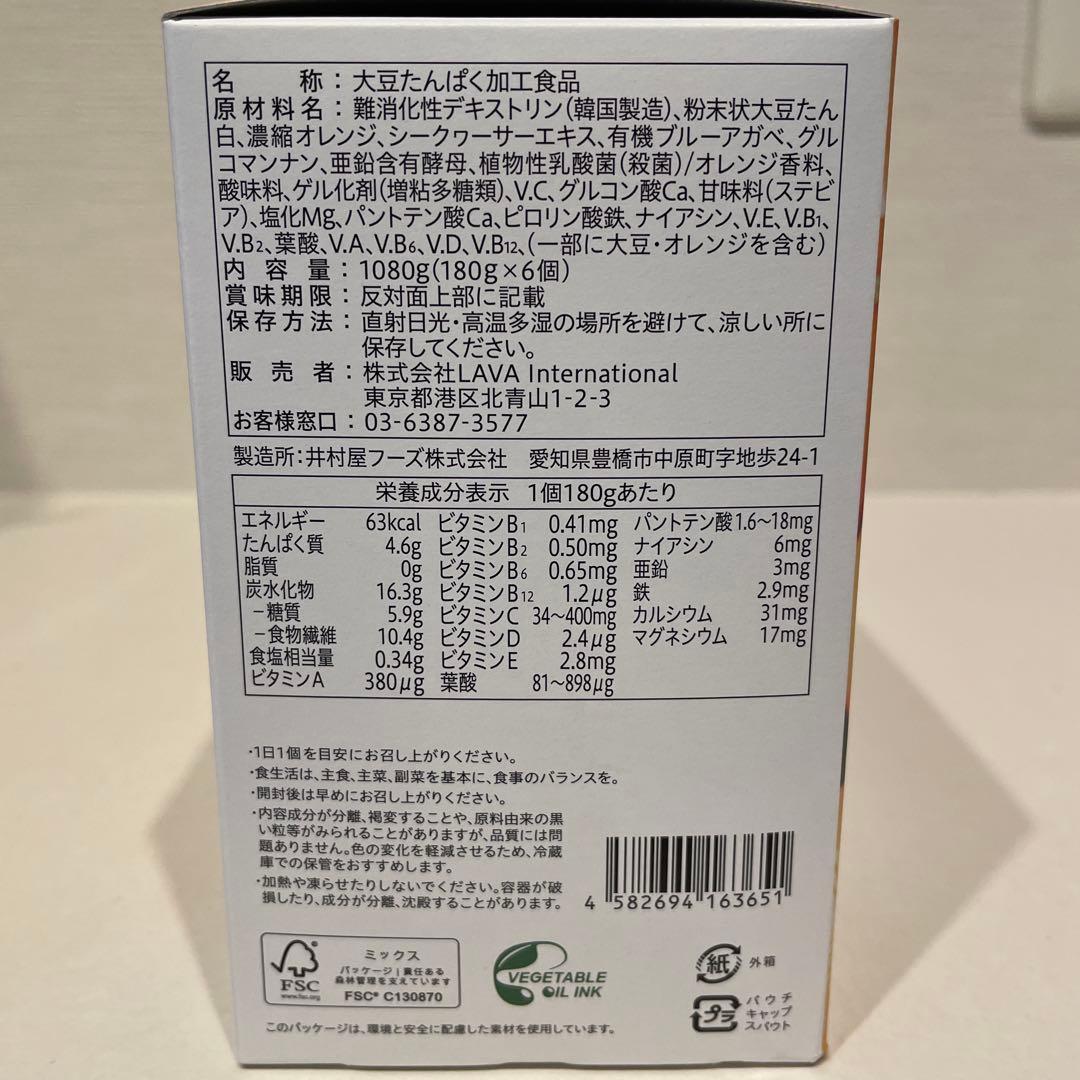 名称：大豆たんぱく加工食品
原材料名：難消化性デキストリン(韓国製造)、粉末状大豆たん
白、濃縮オレンジ、シークヮーサーエキス、有機ブルーアガベ、グル
コマンナン、亜鉛含有酵母、植物性乳酸菌(殺菌)/オレンジ香料、
酸味料、ゲル化剤(増粘多糖類)、V.C、グルコン酸Ca、甘味料(ステビ
ア)、塩化Mg、パントテン酸Ca、ピロリン酸鉄、ナイアシン、V.E、V.B1、
V.B2、葉酸、V.A、V.B6、V.D、V.B12、(一部に大豆・オレンジを含む)
内容量：1080g(180g×6個)
賞味期限：反対面上部に記載
保存方法：直射日光・高温多湿の場所を避けて、涼しい所に
保存してください。
販売者：株式会社LAVA International
東京都港区北青山1-2-3
お客様窓口：03-6387-3577
製造所：井村屋フーズ株式会社 愛知県豊橋市中原町字地歩24-1
栄養成分表示 1個180gあたり
エネルギー 63kcal ビタミンB1 0.41mg パントテン酸 1.6～18mg
たんぱく質 4.6g ビタミンB2 0.50mg ナイアシン 6mg
脂質 0g ビタミンB6 0.65mg 亜鉛 3mg
炭水化物 16.3g ビタミンB12 1.2μg 鉄 2.9mg
－糖質 5.9g ビタミンC 34～400mg カルシウム 31mg
－食物繊維 10.4g ビタミンD 2.4μg マグネシウム 17mg
食塩相当量 0.34g ビタミンE 2.8mg
ビタミンA 380μg 葉酸 81～898μg
・1日1個を目安にお召し上がりください。
・食生活は、主食、主菜、副菜を基本に、食事のバランスを。
・開封後は早めにお召し上がりください。
・内容成分が分離、褐変することや、原料由来の黒
い粒等がみられることがありますが、品質には問
題ありません。色の変化を軽減させるため、冷蔵
庫での保管をおすすめします。
・加熱や凍らせたりしないでください。容器が破
損したり、成分が分離、沈殿することがあります。
4 582694 163651
FSC
www.fsc.org
ミックス
パッケージ｜責任ある
森林管理を支えています
FSC® C130870
VEGETABLE
OIL INK
紙 外箱
プラ パウチ
キャップ
スパウト
このパッケージは、環境と安全に配慮した素材を使用しています。